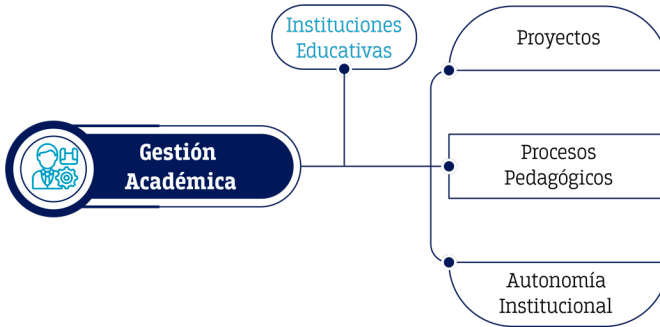 Instituciones
Educativas
Proyectos
Gestión
Académica
Procesos
Pedagógicos
Autonomía
Institucional